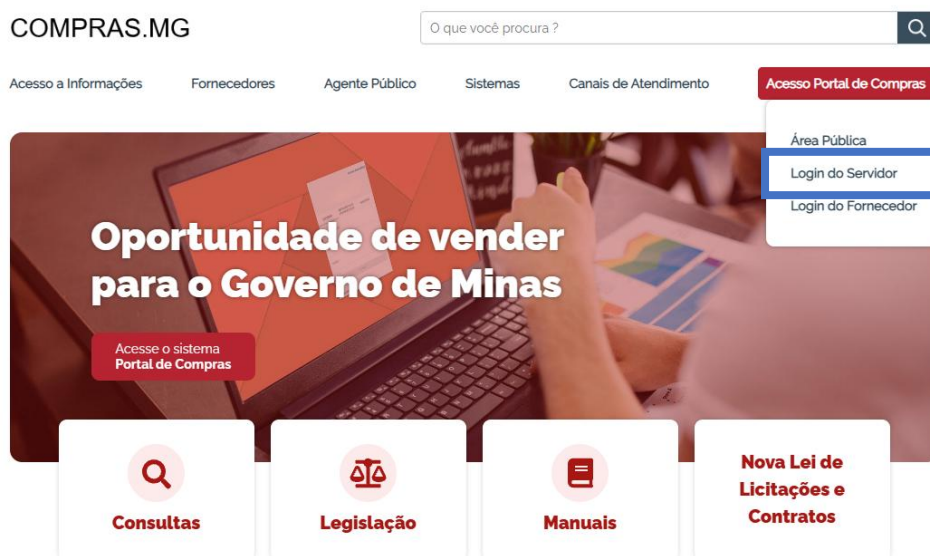 COMPRAS.MG
O que você procura ?
Acesso a Informações
Fornecedores
Agente Público
Sistemas
Canais de Atendimento
Acesso Portal de Compras
Área Pública
Login do Servidor
Login do Fornecedor
Oportunidade de vender
para o Governo de Minas
Acesse o sistema
Portal de Compras
Consultas
Legislação
Manuais
Nova Lei de
Licitações e
Contratos